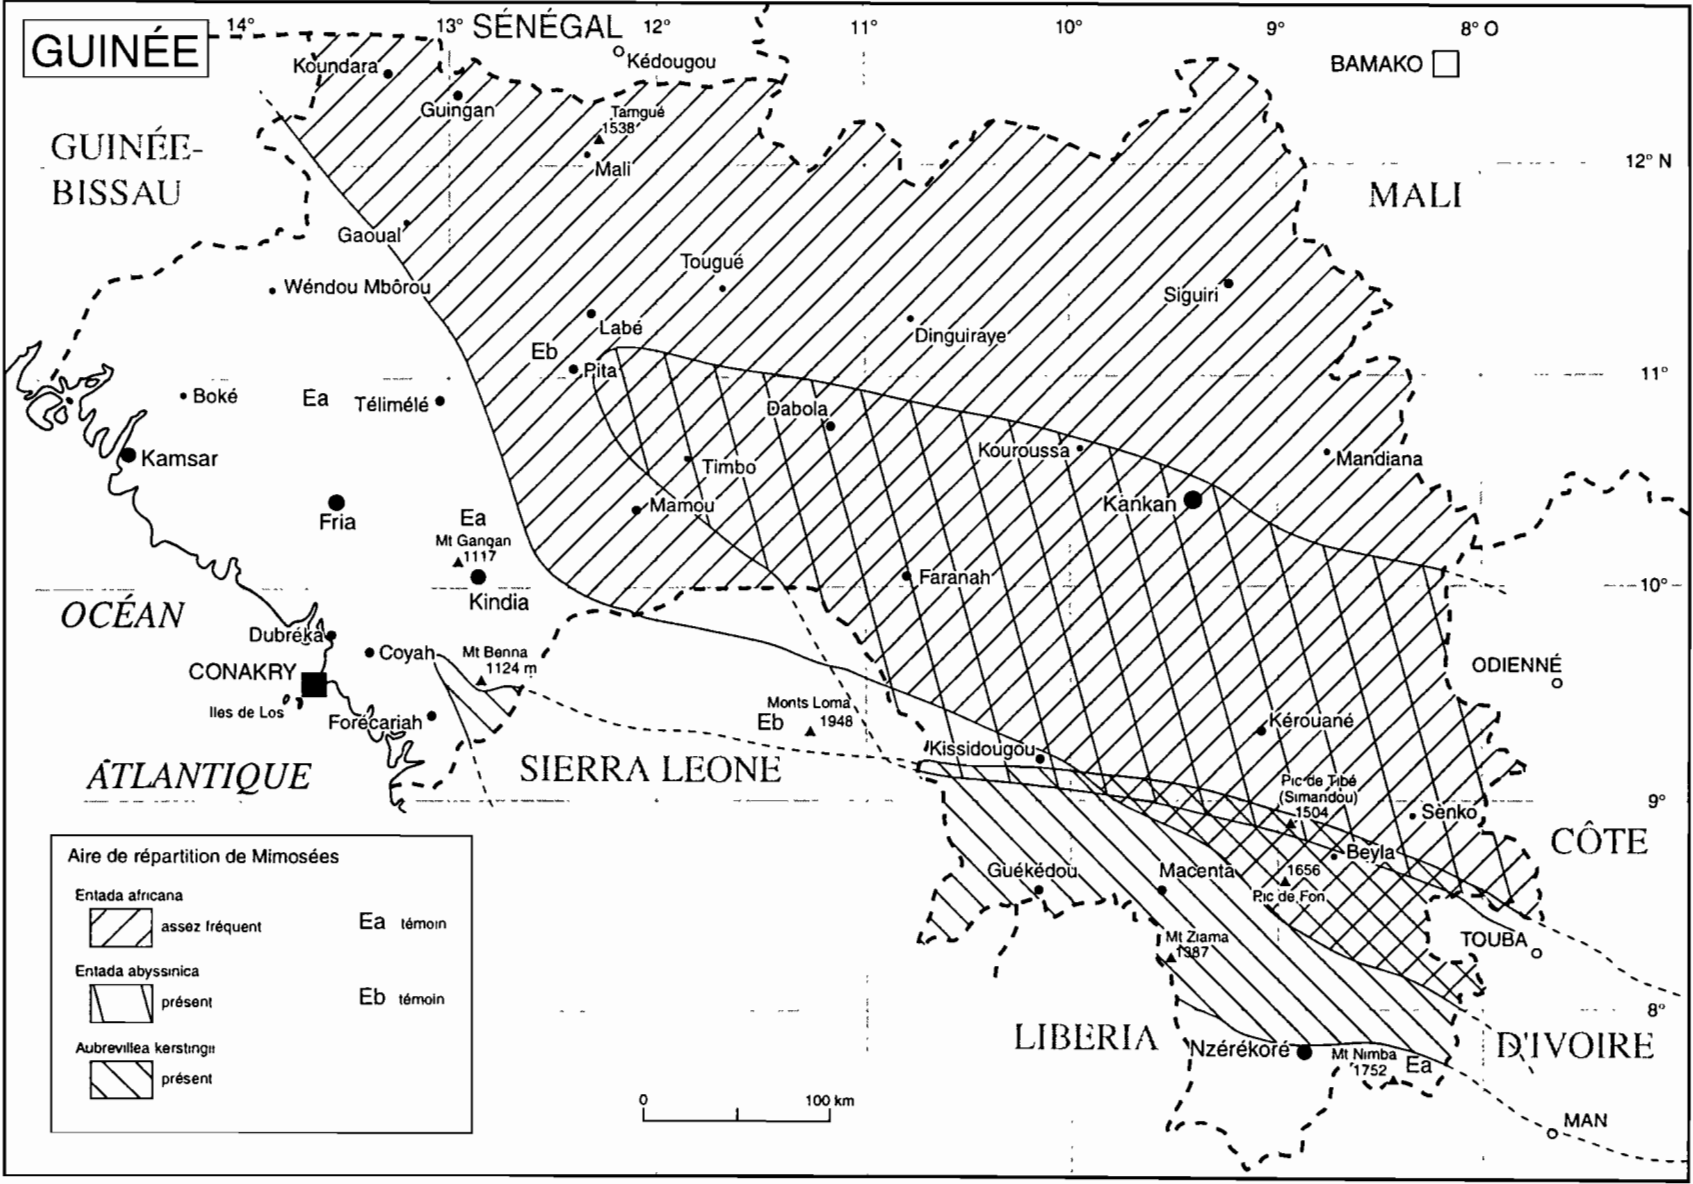 GUINÉE
14°
13°
SÉNÉGAL
12°
11°
10°
9°
8° O
Kédougou
BAMAKO
Koundara
Guingan
Tamgué
1538
Mali
GUINÉE-
BISSAU
12° N
MALI
Gaoual
Wéndou Mbôrou
Tougué
Siguiri
Labé
Dinguiraye
Eb
Pita
11°
Boké
Ea
Télimélé
Dabola
Kouroussa
Mandiana
Kamsar
Timbo
Mamou
Kankan
Fria
Ea
Mt Gangan
1117
Kindia
Faranah
10°
OCÉAN
Dubréka
Coyah
Mt Benna
1124 m
ODIENNÉ
CONAKRY
Iles de Los
Forécariah
Monts Loma
1948
Eb
Kérouané
Kissidougou
ATLANTIQUE
SIERRA LEONE
Pic de Tibé
(Simandou)
1504
Sènko
9°
CÔTE
Beyla
Guékédou
Macenta
1656
Pic de Fon
TOUBA
Mt Ziama
1387
8°
LIBERIA
D'IVOIRE
Nzérékoré
Mt Nimba
1752
Ea
MAN
Aire de répartition de Mimosées
Entada africana
assez fréquent
Ea témoin
Entada abyssinica
présent
Eb témoin
Aubrevillea kerstingii
présent
0
100 km